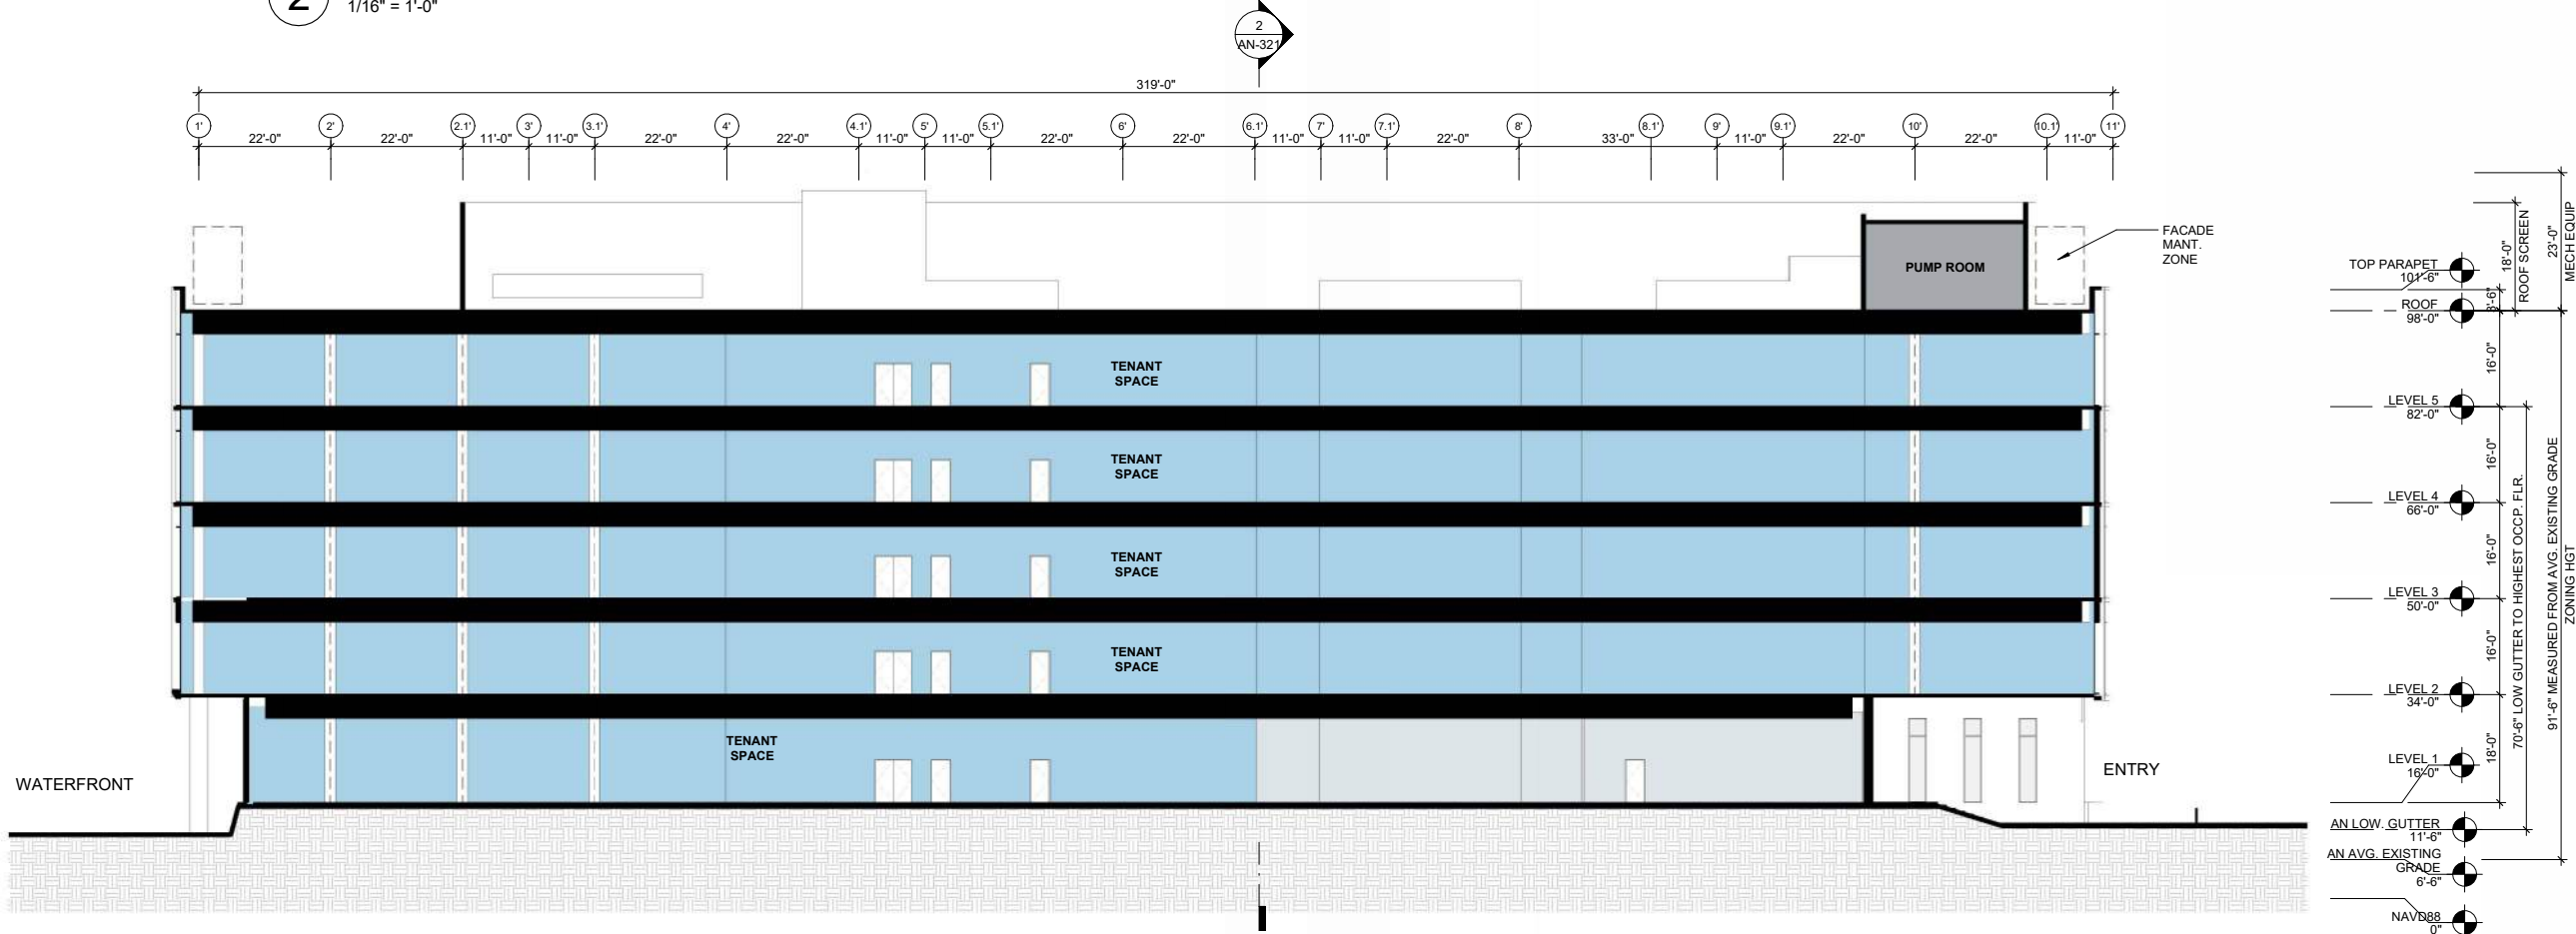 2
1/16" = 1'-0"
2
AN-321
319'-0"
1' 2' 2.1' 3' 3.1' 4' 4.1' 5' 5.1' 6' 6.1' 7' 7.1' 8' 8.1' 9' 9.1' 10' 10.1' 11'
22'-0" 22'-0" 11'-0" 11'-0" 22'-0" 22'-0" 11'-0" 11'-0" 22'-0" 22'-0" 11'-0" 11'-0" 22'-0" 33'-0" 11'-0" 22'-0" 22'-0" 11'-0"
FACADE
MANT.
ZONE
PUMP ROOM
TENANT
SPACE
TENANT
SPACE
TENANT
SPACE
TENANT
SPACE
TENANT
SPACE
WATERFRONT
ENTRY
TOP PARAPET
101'-6"
ROOF
98'-0"
LEVEL 5
82'-0"
LEVEL 4
66'-0"
LEVEL 3
50'-0"
LEVEL 2
34'-0"
LEVEL 1
16'-0"
AN LOW. GUTTER
11'-6"
AN AVG. EXISTING
GRADE
6'-6"
NAVD88
0"
3'-6"
16'-0"
16'-0"
16'-0"
16'-0"
18'-0"
18'-0"
ROOF SCREEN
23'-0"
MECH EQUIP
70'-6" LOW GUTTER TO HIGHEST OCCP. FLR.
91'-6" MEASURED FROM AVG. EXISTING GRADE
ZONING HGT